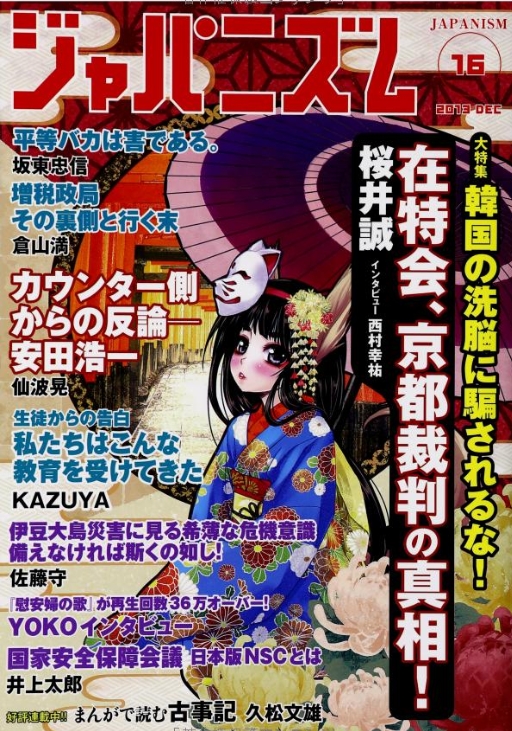 ジャパニズム
JAPANISM
16
2013 DEC
大特集
韓国の洗脳に騙されるな!
在特会、京都裁判の真相!
桜井誠
インタビュー 西村幸祐
平等バカは害である。
坂東忠信
増税政局
その裏側と行く末
倉山満
カウンター側
からの反論―
安田浩一
仙波晃
生徒からの告白
私たちはこんな
教育を受けてきた
KAZUYA
伊豆大島災害に見る希薄な危機意識
備えなければ斯くの如し!
佐藤守
『慰安婦の歌』が再生回数36万オーバー!
YOKOインタビュー
国家安全保障会議 日本版NSCとは
井上太郎
好評連載中!! まんがで読む古事記 久松文雄